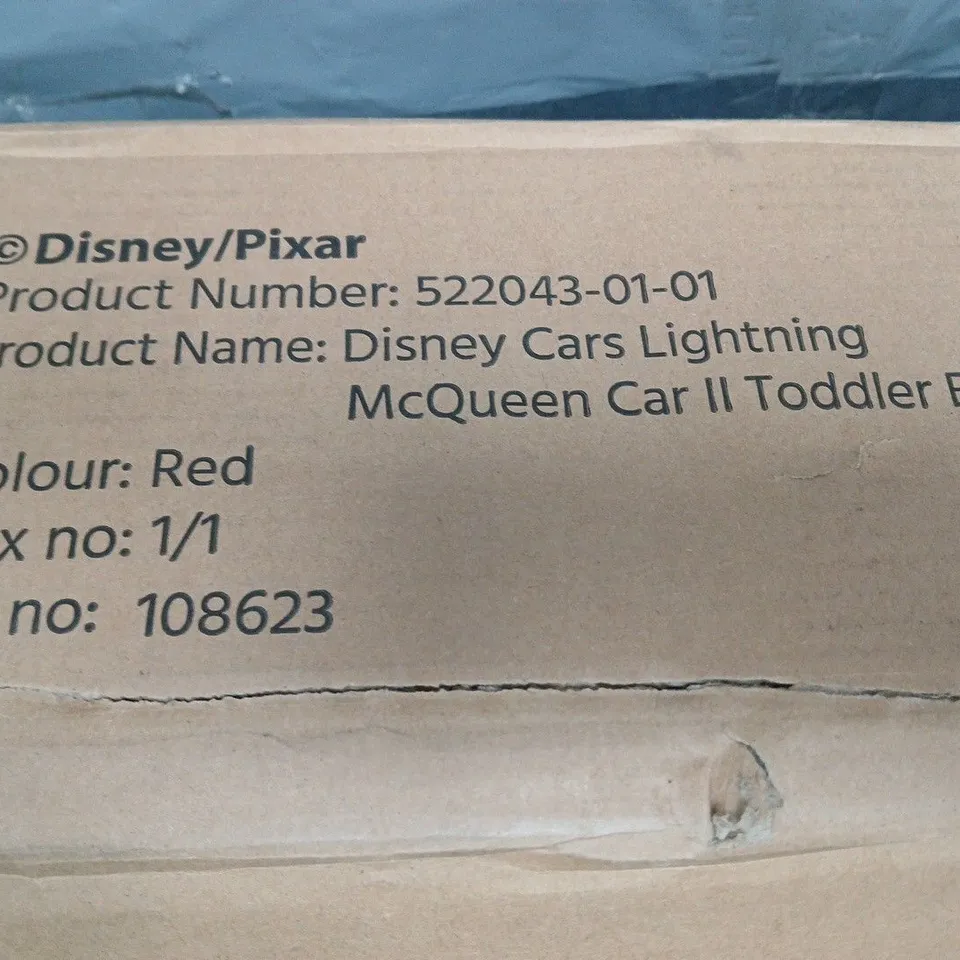 ©Disney/Pixar
Product Number: 522043-01-01
roduct Name: Disney Cars Lightning
McQueen Car II Toddler
olour: Red
x no: 1/1
no: 108623